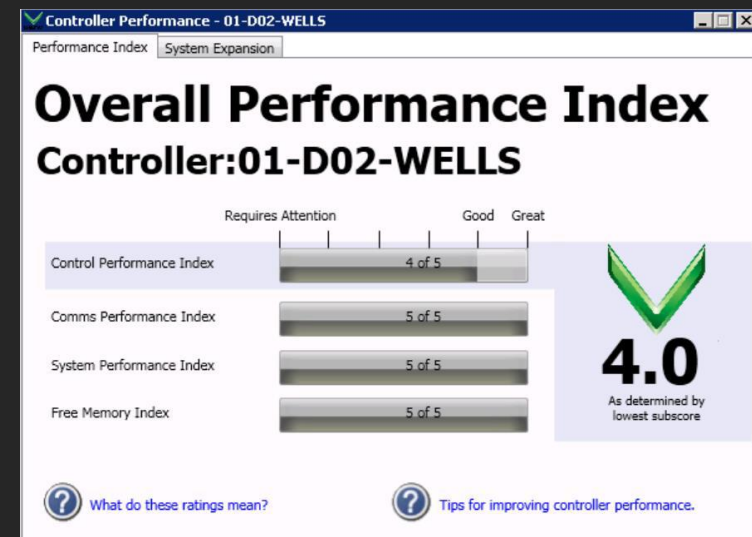 Controller Performance - 01-D02-WELLS
Performance Index System Expansion
Overall Performance Index
Controller:01-D02-WELLS
Requires Attention Good Great
Control Performance Index 4 of 5
Comms Performance Index 5 of 5
System Performance Index 5 of 5
Free Memory Index 5 of 5
4.0
As determined by
lowest subscore
What do these ratings mean? Tips for improving controller performance.